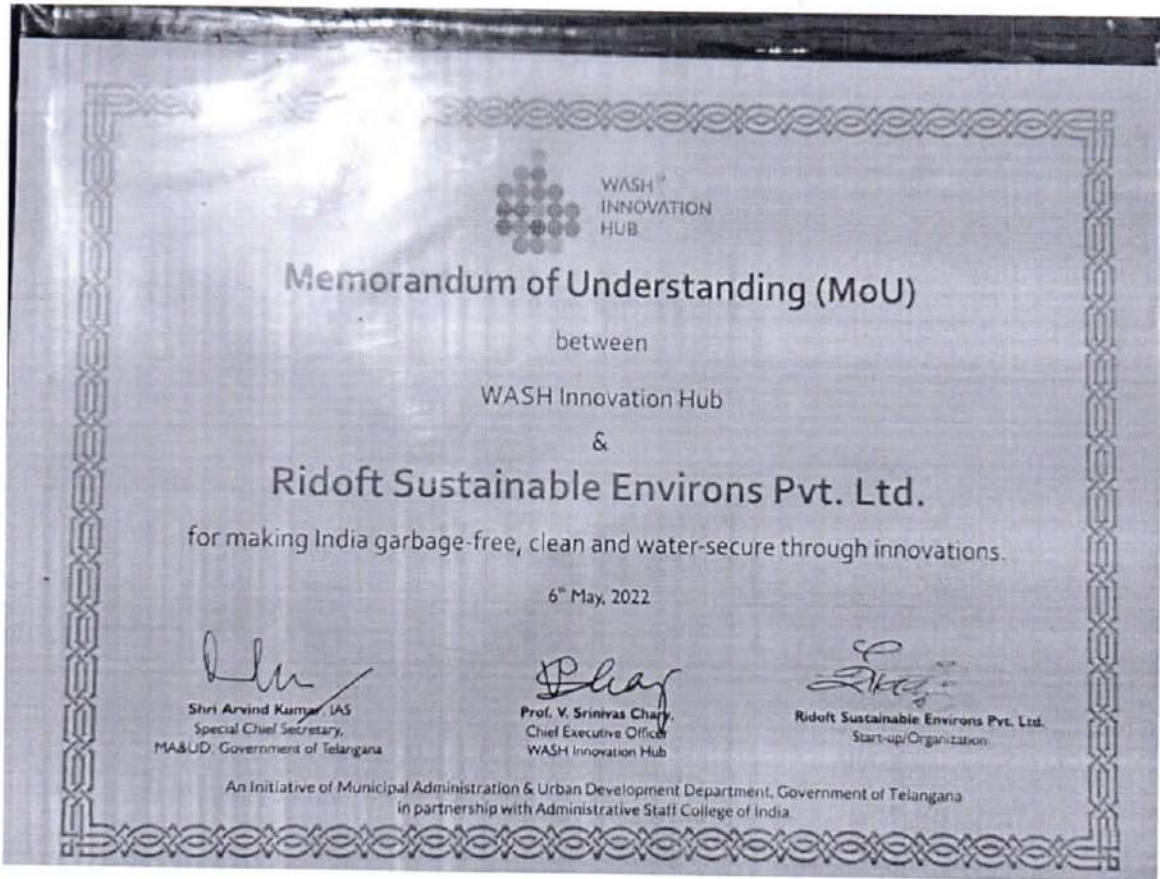 WASH
INNOVATION
HUB
Memorandum of Understanding (MoU)
between
WASH Innovation Hub
&
Ridoft Sustainable Environs Pvt. Ltd.
for making India garbage-free, clean and water-secure through innovations.
6th May, 2022
Shri Arvind Kumar, IAS
Special Chief Secretary,
MA&UD, Government of Telangana
Prof. V. Srinivas Chary,
Chief Executive Officer
WASH Innovation Hub
Ridoft Sustainable Environs Pvt. Ltd.
Start-up/Organization
An Initiative of Municipal Administration & Urban Development Department, Government of Telangana
in partnership with Administrative Staff College of India.